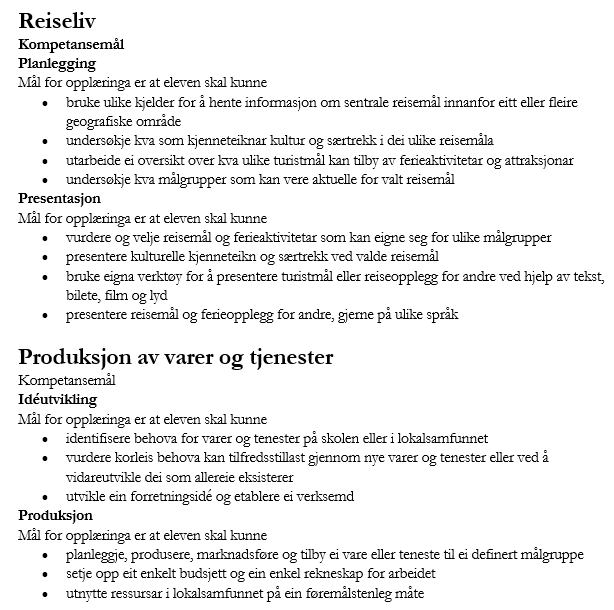 Reiseliv
Kompetansemål
Planlegging
Mål for opplæringa er at eleven skal kunne
• bruke ulike kjelder for å hente informasjon om sentrale reisemål innanfor eitt eller fleire
geografiske område
• undersøkje kva som kjenneteiknar kultur og særtrekk i dei ulike reisemåla
• utarbeide ei oversikt over kva ulike turistmål kan tilby av ferieaktivitetar og attraksjonar
• undersøkje kva målgrupper som kan vere aktuelle for valt reisemål
Presentasjon
Mål for opplæringa er at eleven skal kunne
• vurdere og velje reisemål og ferieaktivitetar som kan eigne seg for ulike målgrupper
• presentere kulturelle kjenneteikn og særtrekk ved valde reisemål
• bruke eigna verktøy for å presentere turistmål eller reiseopplegg for andre ved hjelp av tekst,
bilete, film og lyd
• presentere reisemål og ferieopplegg for andre, gjerne på ulike språk
Produksjon av varer og tjenester
Kompetansemål
Idéutvikling
Mål for opplæringa er at eleven skal kunne
• identifisere behova for varer og tenester på skolen eller i lokalsamfunnet
• vurdere korleis behova kan tilfredsstillast gjennom nye varer og tenester eller ved å
vidareutvikle dei som allereie eksisterer
• utvikle ein forretningsidé og etablere ei verksemd
Produksjon
Mål for opplæringa er at eleven skal kunne
• planleggje, produsere, marknadsføre og tilby ei vare eller teneste til ei definert målgruppe
• setje opp eit enkelt budsjett og ein enkel rekneskap for arbeidet
• utnytte ressursar i lokalsamfunnet på ein føremålstenleg måte